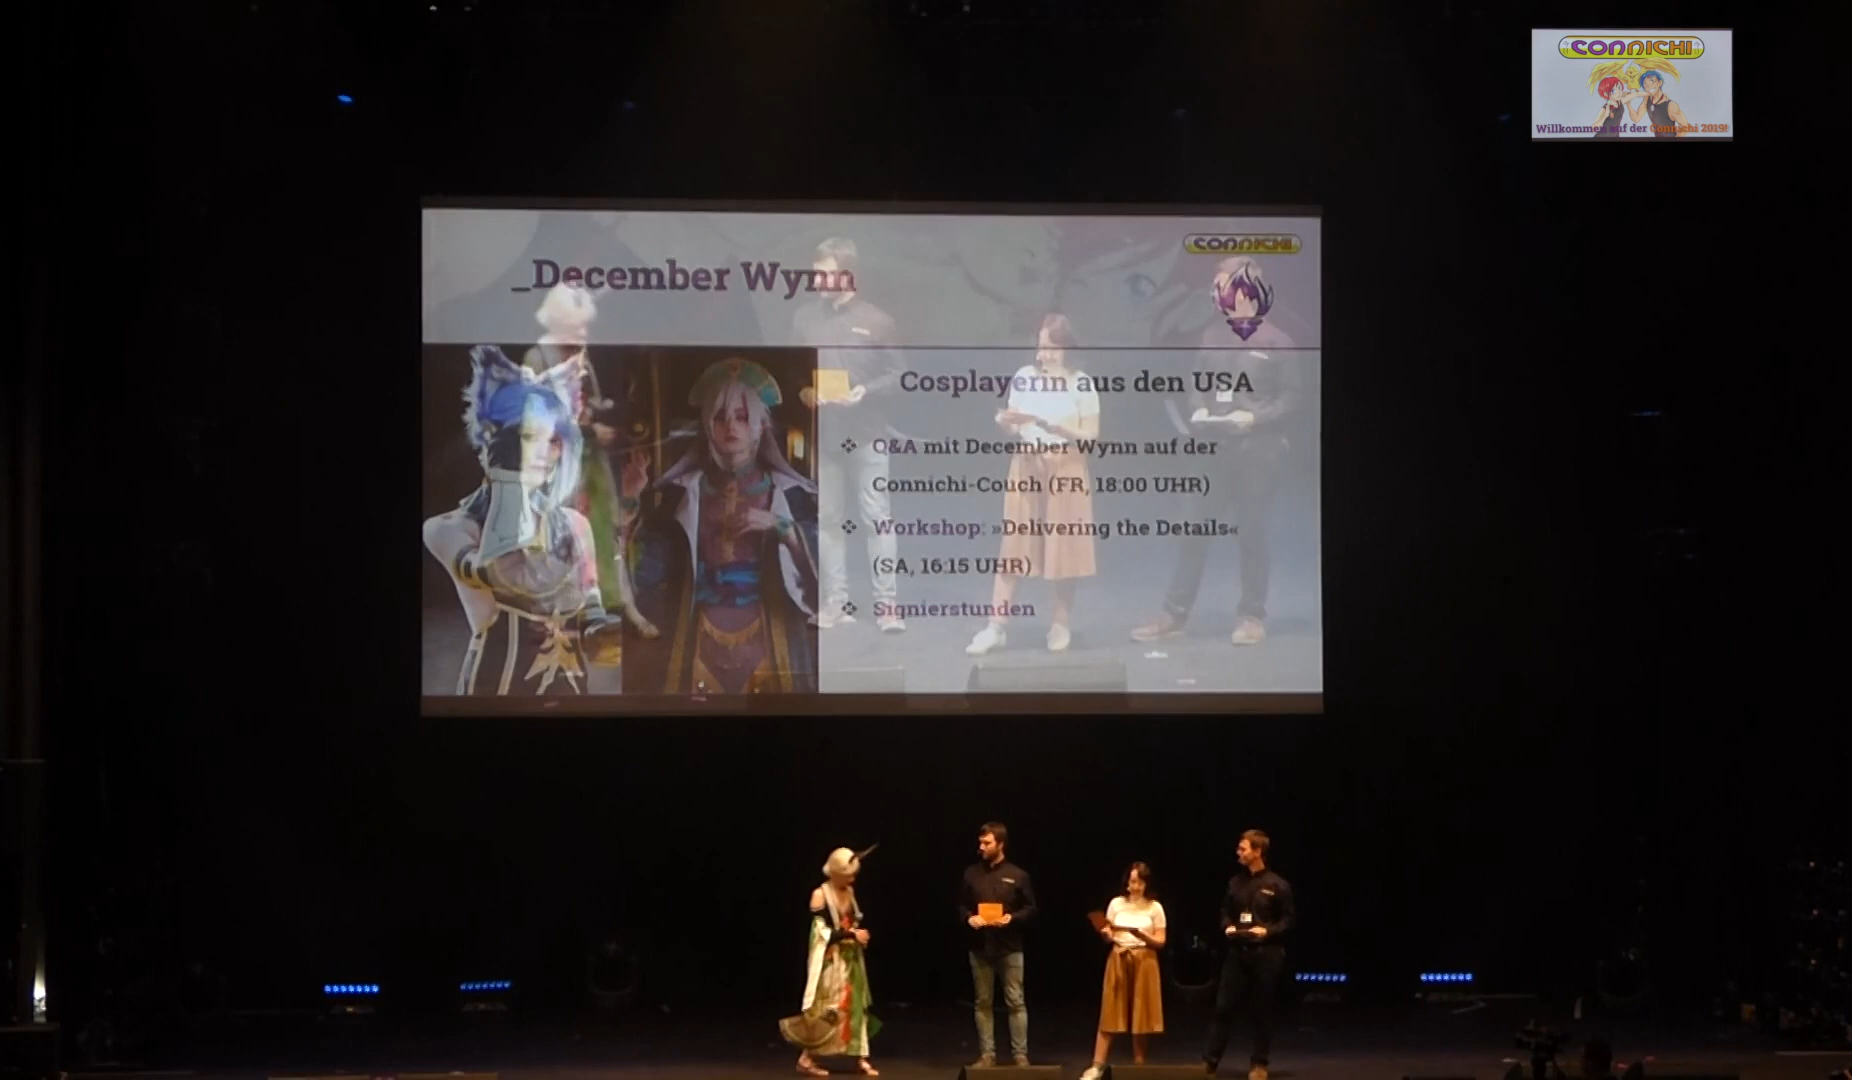 CONNICHI
Willkommen auf der Connichi 2019!
_December Wynn
CONNICHI
Cosplayerin aus den USA
Q&A mit December Wynn auf der
Connichi-Couch (FR, 18:00 UHR)
Workshop: »Delivering the Details«
(SA, 16:15 UHR)
Signierstunden